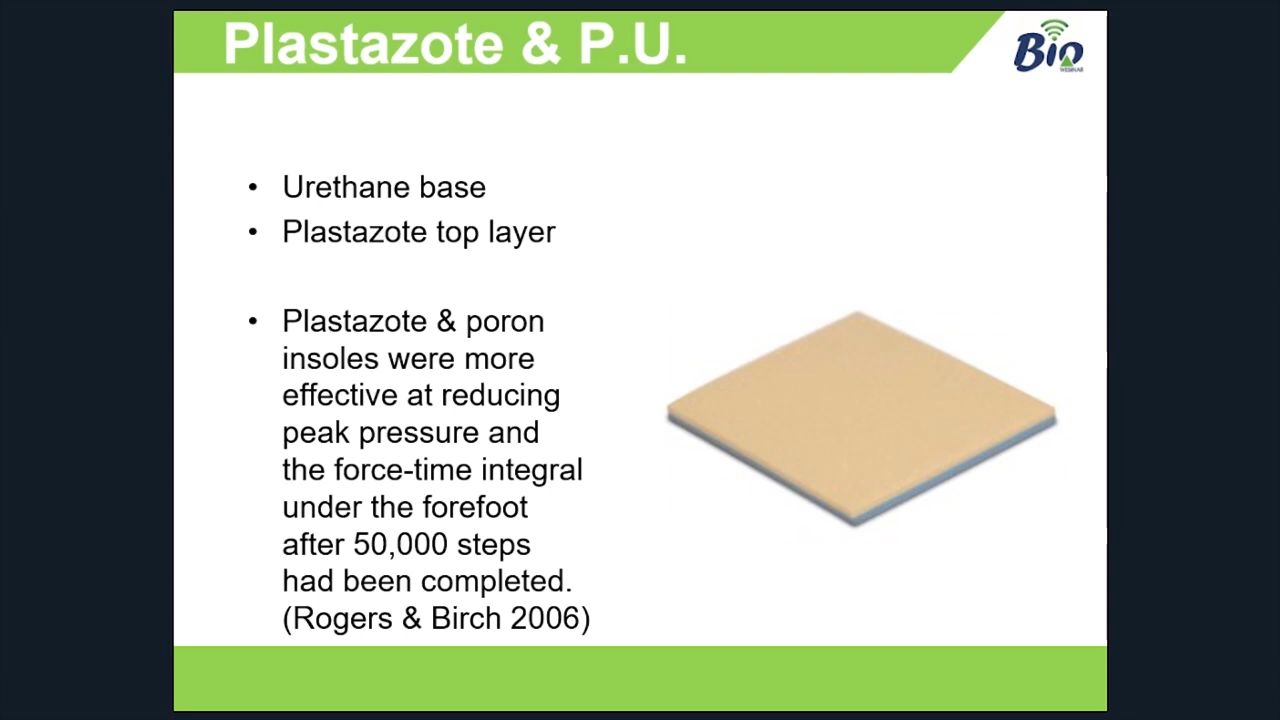 Plastazote & P.U.
Bio
WEBINAR
• Urethane base
• Plastazote top layer
• Plastazote & poron
insoles were more
effective at reducing
peak pressure and
the force-time integral
under the forefoot
after 50,000 steps
had been completed.
(Rogers & Birch 2006)